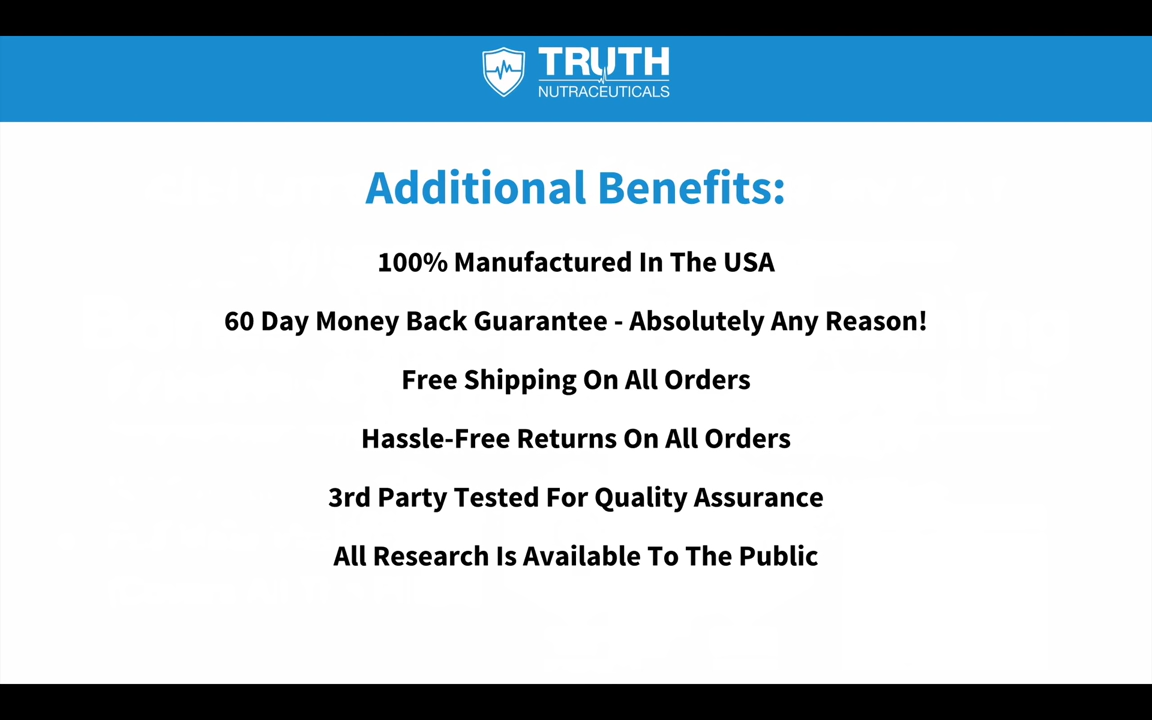 TRUTH
NUTRACEUTICALS
Additional Benefits:
100% Manufactured In The USA
60 Day Money Back Guarantee - Absolutely Any Reason!
Free Shipping On All Orders
Hassle-Free Returns On All Orders
3rd Party Tested For Quality Assurance
All Research Is Available To The Public